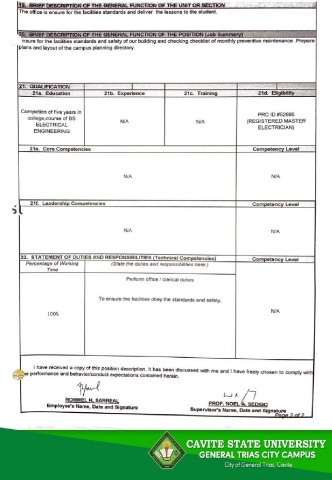 19. BRIEF DESCRIPTION OF THE GENERAL FUNCTION OF THE UNIT OR SECTION
The office is ensure for the facilities standards and deliver the lessons to the student.
20. BRIEF DESCRIPTION OF THE GENERAL FUNCTION OF THE POSITION (Job Summary)
Insure for the facilities standards and safety of our building and checking checklist of monthly preventive maintenance. Prepare
plans and layout of the campus planning directory.
21. QUALIFICATION
21a. Education 21b. Experience 21c. Training 21d. Eligibility
Completion of five years in
college,course of BS
ELECTRICAL
ENGINEERING
N/A
N/A
PRC ID #52885
(REGISTERED MASTER
ELECTRICIAN)
21e. Core Competencies Competency Level
N/A N/A
21f. Leadership Competencies Competency Level
N/A N/A
22. STATEMENT OF DUTIES AND RESPONSIBILITIES (Technical Competencies) Competency Level
Percentage of Working
Time
(State the duties and responsibilities here:)
100%
Perform office / clerical duties
To ensure the facilities obey the standards and safety.
N/A
I have received a copy of this position description. It has been discussed with me and I have freely chosen to comply with
the performance and behavior/conduct expectations contained herein.
ROMMEL H. SARREAL
Employee's Name, Date and Signature
PROF. NOEL A. SEDIGO
Supervisor's Name, Date and Signature
Page 2 of 2
CAVITE STATE UNIVERSITY
GENERAL TRIAS CITY CAMPUS
City of General Trias, Cavite